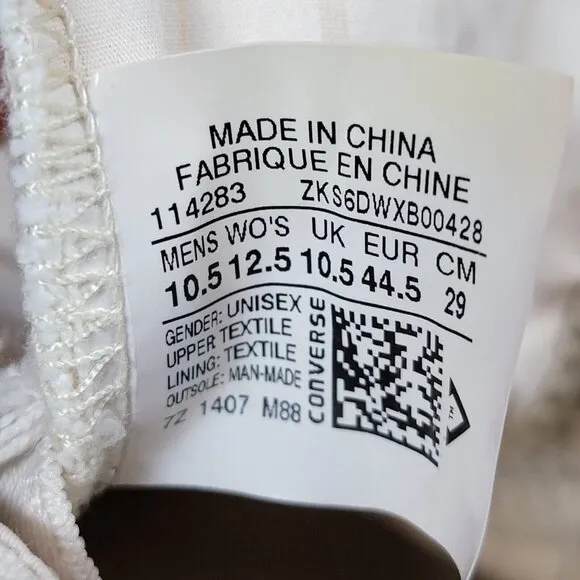 MADE IN CHINA
FABRIQUE EN CHINE
114283 ZKS6DWXB00428
MENS WO'S UK EUR CM
10.5 12.5 10.5 44.5 29
GENDER: UNISEX
UPPER: TEXTILE
LINING: TEXTILE
OUTSOLE: MAN-MADE
7Z 1407 M88
CONVERSE
TM